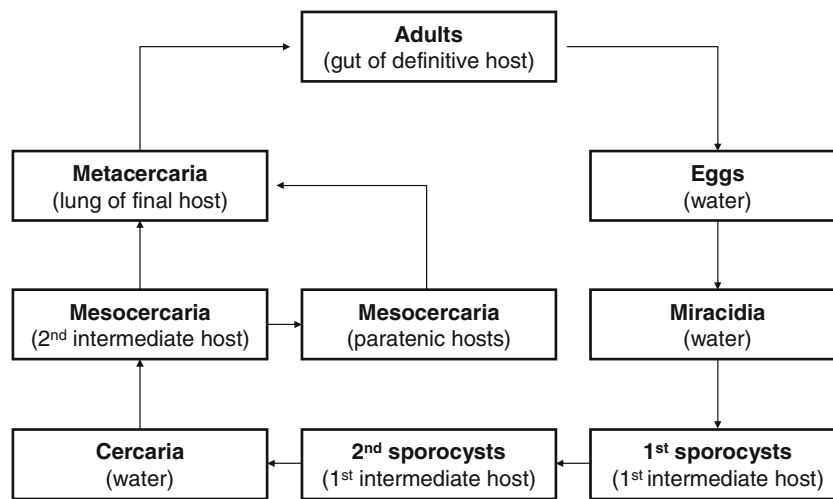 Adults
(gut of definitive host)
Metacercaria
(lung of final host)
Eggs
(water)
Mesocercaria
(2nd intermediate host)
Mesocercaria
(paratenic hosts)
Miracidia
(water)
Cercaria
(water)
2nd sporocysts
(1st intermediate host)
1st sporocysts
(1st intermediate host)